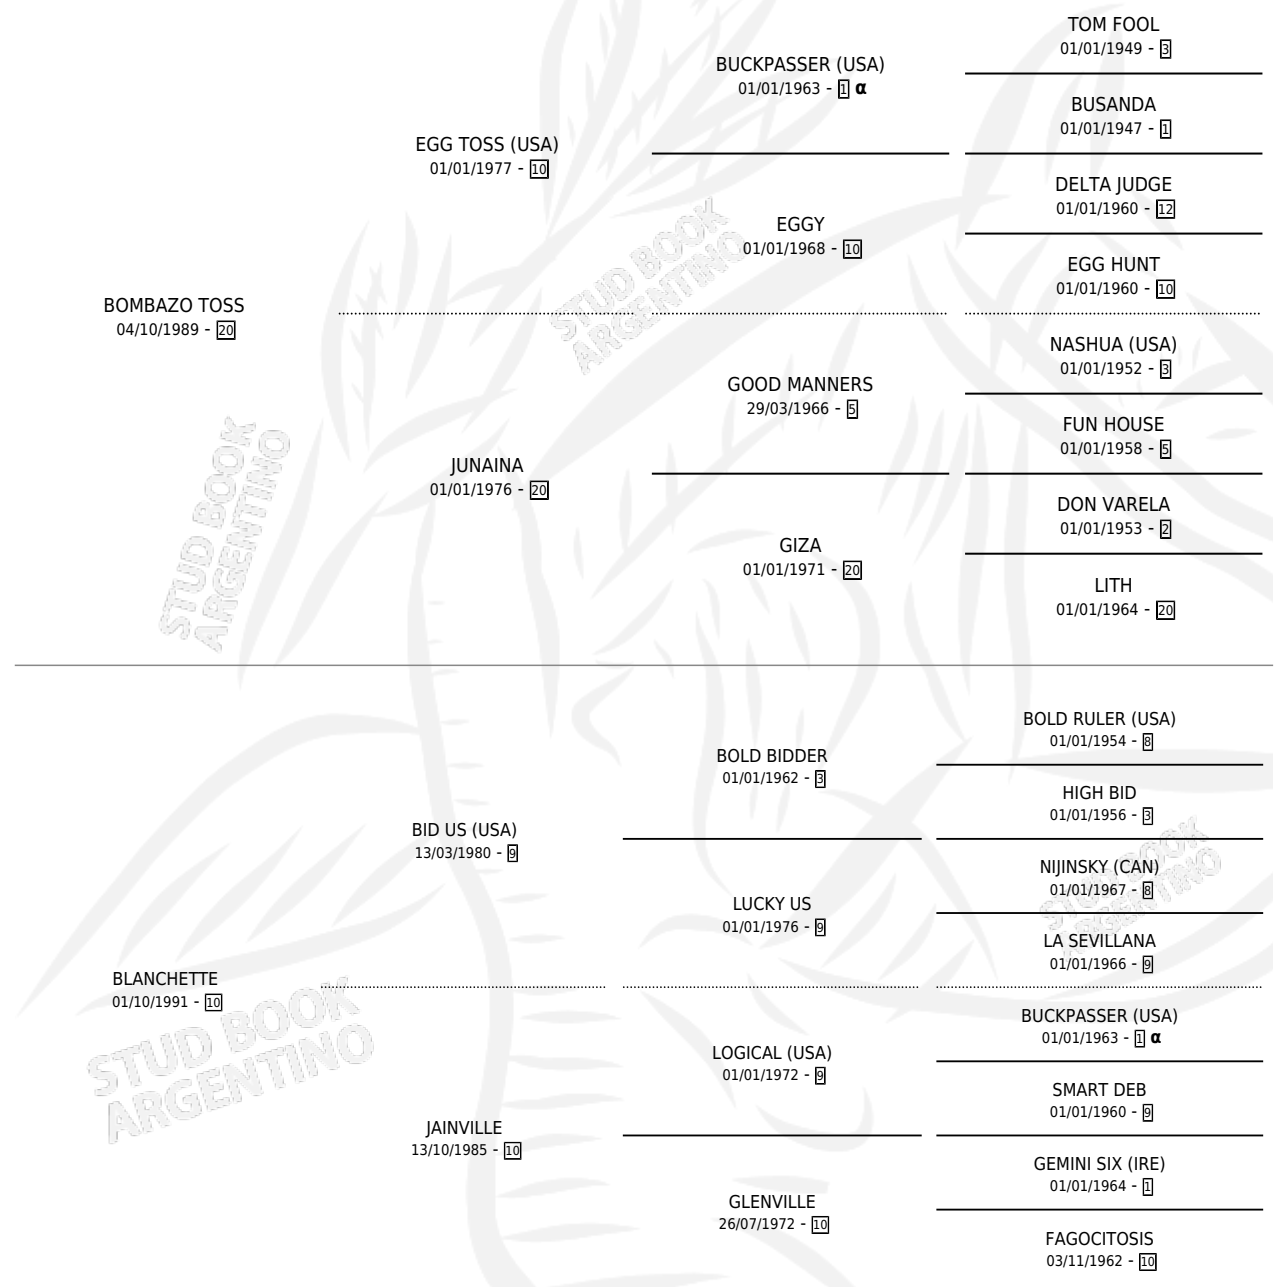 TOM FOOL
01/01/1949 - 3
BUCKPASSER (USA)
01/01/1963 - 1 α
BUSANDA
01/01/1947 - 1
EGG TOSS (USA)
01/01/1977 - 10
DELTA JUDGE
01/01/1960 - 12
EGGY
01/01/1968 - 10
EGG HUNT
01/01/1960 - 10
BOMBAZO TOSS
04/10/1989 - 20
STUD BOOK
ARGENTINO
NASHUA (USA)
01/01/1952 - 3
GOOD MANNERS
29/03/1966 - 5
FUN HOUSE
01/01/1958 - 5
JUNAINA
01/01/1976 - 20
DON VARELA
01/01/1953 - 2
GIZA
01/01/1971 - 20
LITH
01/01/1964 - 20
STUD BOOK
ARGENTINO
BOLD RULER (USA)
01/01/1954 - 8
BOLD BIDDER
01/01/1962 - 3
HIGH BID
01/01/1956 - 3
BID US (USA)
13/03/1980 - 9
NIJINSKY (CAN)
01/01/1967 - 8
LUCKY US
01/01/1976 - 9
LA SEVILLANA
01/01/1966 - 9
STUD BOOK
ARGENTINO
BLANCHETTE
01/10/1991 - 10
STUD BOOK
ARGENTINO
BUCKPASSER (USA)
01/01/1963 - 1 α
LOGICAL (USA)
01/01/1972 - 9
SMART DEB
01/01/1960 - 9
JAINVILLE
13/10/1985 - 10
GEMINI SIX (IRE)
01/01/1964 - 1
GLENVILLE
26/07/1972 - 10
FAGOCITOSIS
03/11/1962 - 10